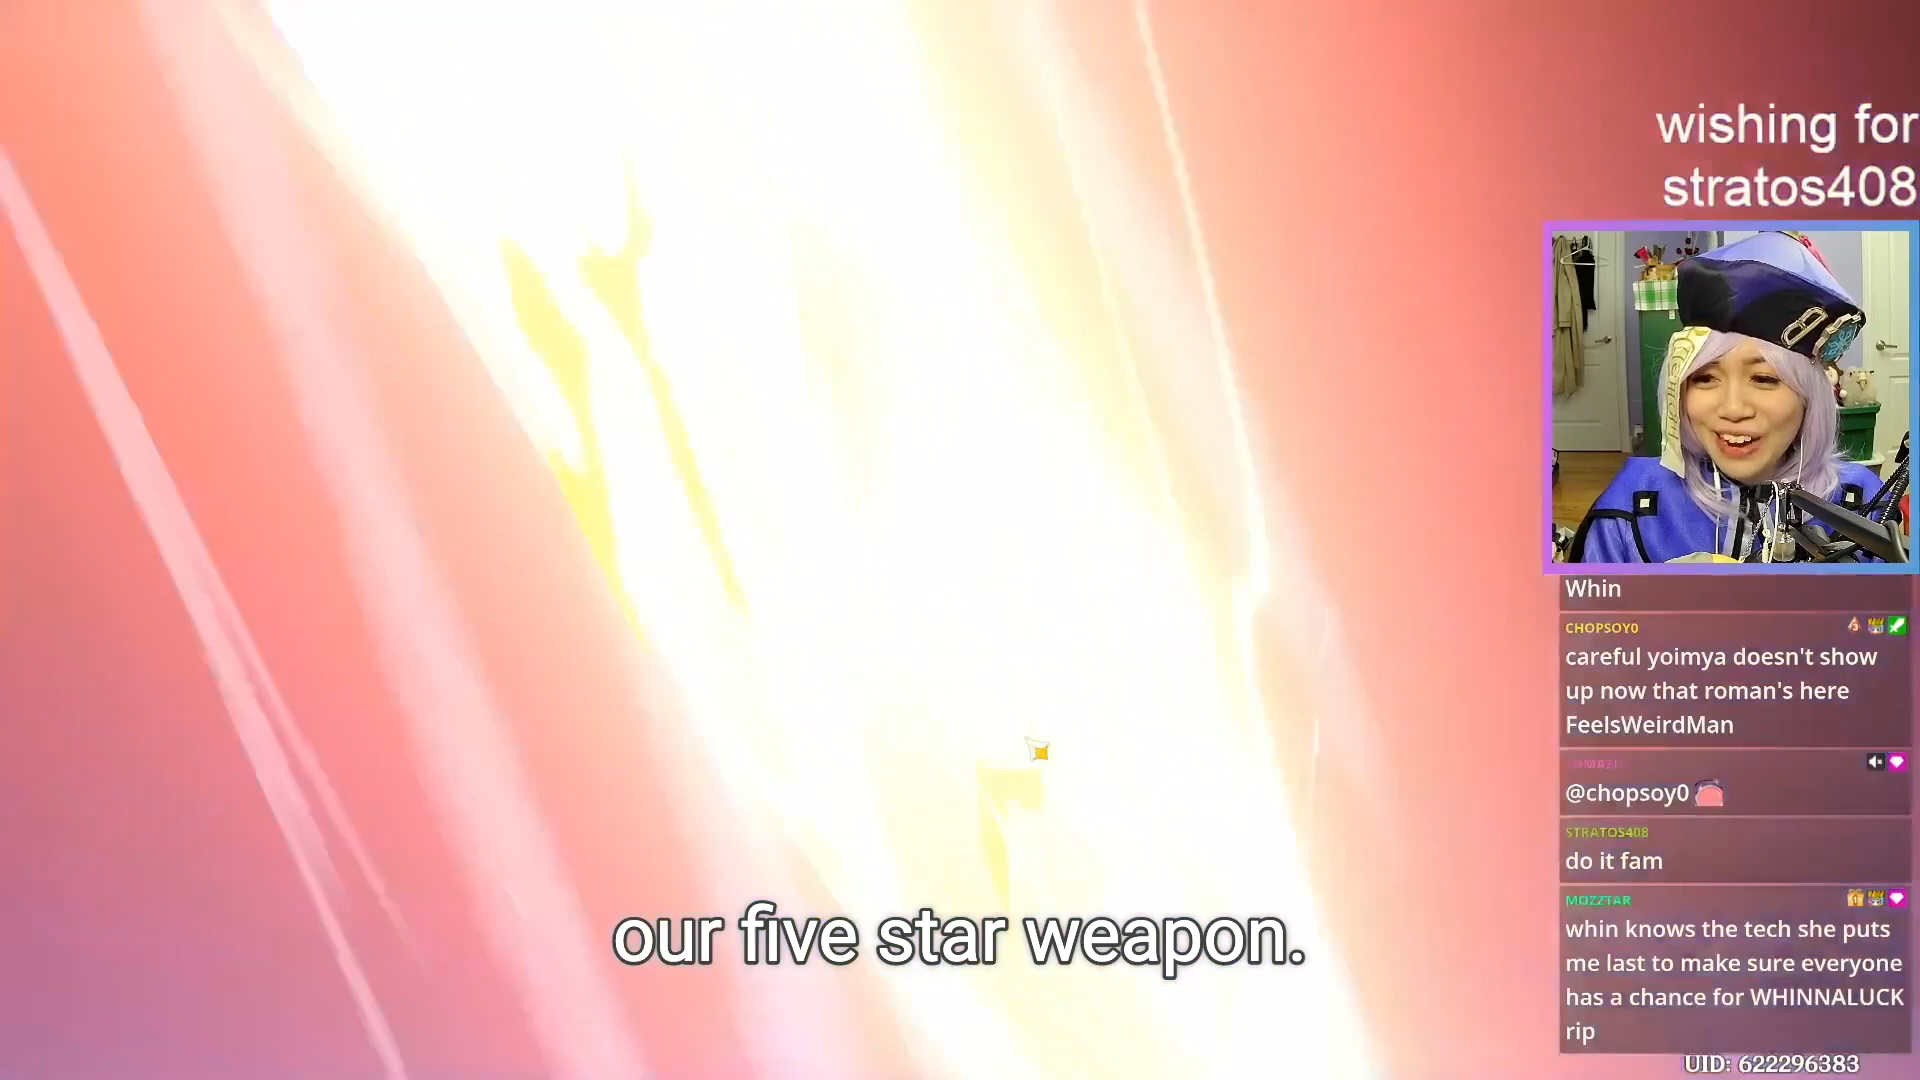 wishing for
stratos408
Whin
CHOPSOY0
careful yoimya doesn't show
up now that roman's here
FeelsWeirdMan
@chopsoy0
STRATOS408
do it fam
MOZZTAR
whin knows the tech she puts
me last to make sure everyone
has a chance for WHINNALUCK
rip
our five star weapon.
UID: 622296383